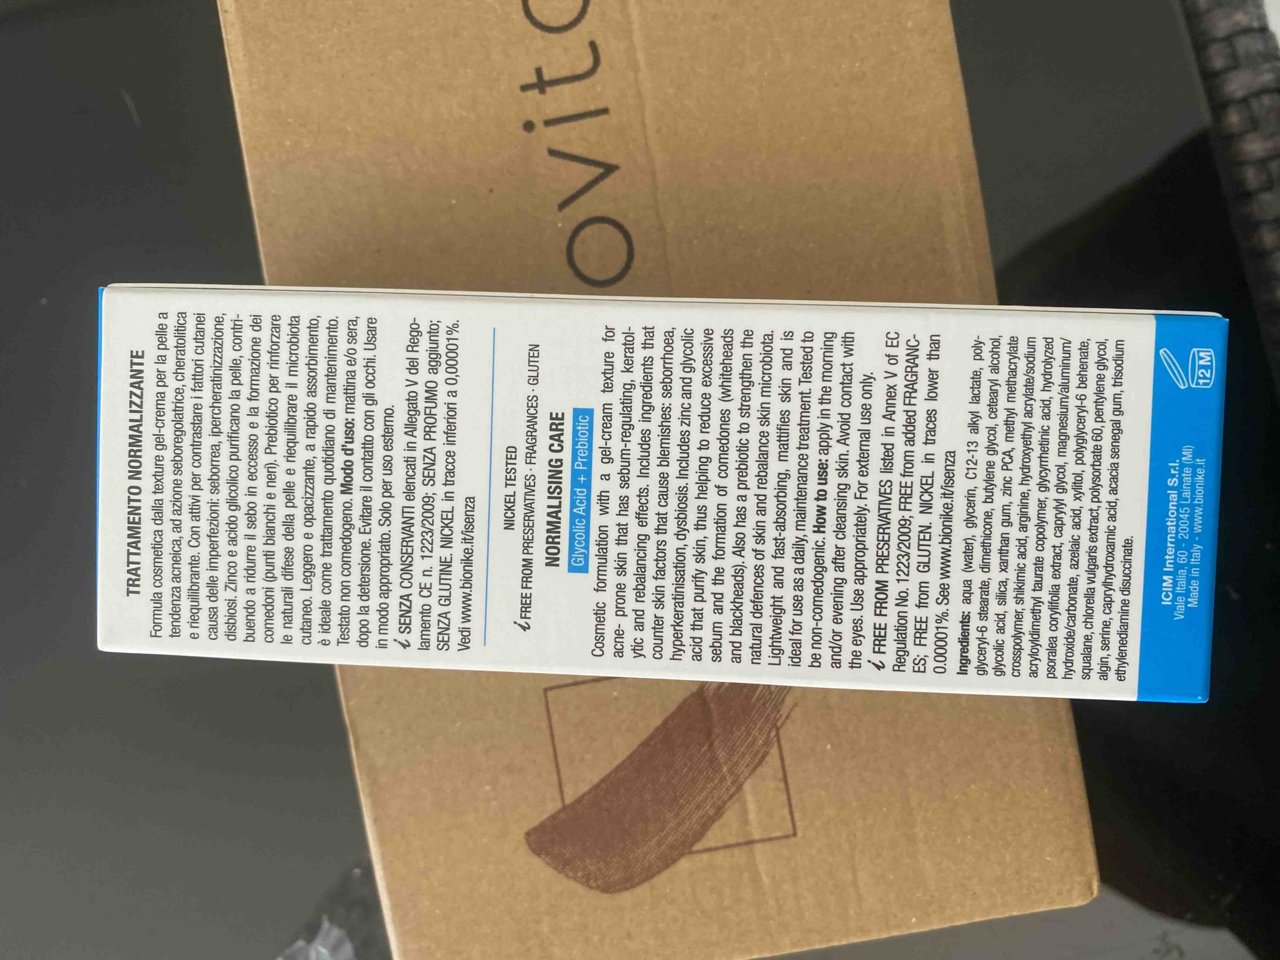 TRATTAMENTO NORMALIZZANTE
Formula cosmetica dalla texture gel-crema per la pelle a
tendenza acneica, ad azione seboregolatrice, cheratolitica
e riequilibrante. Con attivi per contrastare i fattori cutanei
causa delle imperfezioni: seborrea, ipercheratinizzazione,
disbiosi. Zinco e acido glicolico purificano la pelle, contri-
buendo a ridurre il sebo in eccesso e la formazione dei
comedoni (punti bianchi e neri). Prebiotico per rinforzare
le naturali difese della pelle e riequilibrare il microbiota
cutaneo. Leggero e opacizzante, a rapido assorbimento,
è ideale come trattamento quotidiano di mantenimento.
Testato non comedogeno. Modo d'uso: mattina e/o sera,
dopo la detersione. Evitare il contatto con gli occhi. Usare
in modo appropriato. Solo per uso esterno.
SENZA CONSERVANTI elencati in Allegato V del Rego-
lamento CE n. 1223/2009; SENZA PROFUMO aggiunto;
SENZA GLUTINE. NICKEL in tracce inferiori a 0,00001%.
Vedi www.bionike.it/isenza
NICKEL TESTED
FREE FROM PRESERVATIVES · FRAGRANCES · GLUTEN
NORMALISING CARE
Glycolic Acid + Prebiotic
Cosmetic formulation with a gel-cream texture for
acne- prone skin that has sebum-regulating, keratol-
ytic and rebalancing effects. Includes ingredients that
counter skin factors that cause blemishes: seborrhoea,
hyperkeratinisation, dysbiosis. Includes zinc and glycolic
acid that purify skin, thus helping to reduce excessive
sebum and the formation of comedones (whiteheads
and blackheads). Also has a prebiotic to strengthen the
natural defences of skin and rebalance skin microbiota.
Lightweight and fast-absorbing, mattifies skin and is
ideal for use as a daily, maintenance treatment. Tested to
be non-comedogenic. How to use: apply in the morning
and/or evening after cleansing skin. Avoid contact with
the eyes. Use appropriately. For external use only.
FREE FROM PRESERVATIVES listed in Annex V of EC
Regulation No. 1223/2009; FREE from added FRAGRANC-
ES; FREE from GLUTEN. NICKEL in traces lower than
0.00001%. See www.bionike.it/isenza
Ingredients: aqua (water), glycerin, C12-13 alkyl lactate, poly-
glyceryl-6 stearate, dimethicone, butylene glycol, cetearyl alcohol,
glycolic acid, silica, xanthan gum, zinc PCA, methyl methacrylate
crosspolymer, shikimic acid, arginine, hydroxyethyl acrylate/sodium
acryloyldimethyl taurate copolymer, glycyrrhetinic acid, hydrolyzed
psoralea corylifolia extract, caprylyl glycol, magnesium/aluminum/
hydroxide/carbonate, azelaic acid, xylitol, polyglyceryl-6 behenate,
squalane, chlorella vulgaris extract, polysorbate 60, pentylene glycol,
algin, serine, caprylhydroxamic acid, acacia senegal gum, trisodium
ethylenediamine disuccinate.
ICIM International S.r.l.
Viale Italia, 60 - 20045 Lainate (MI)
Made in Italy - www.bionike.it
12 M
ovita